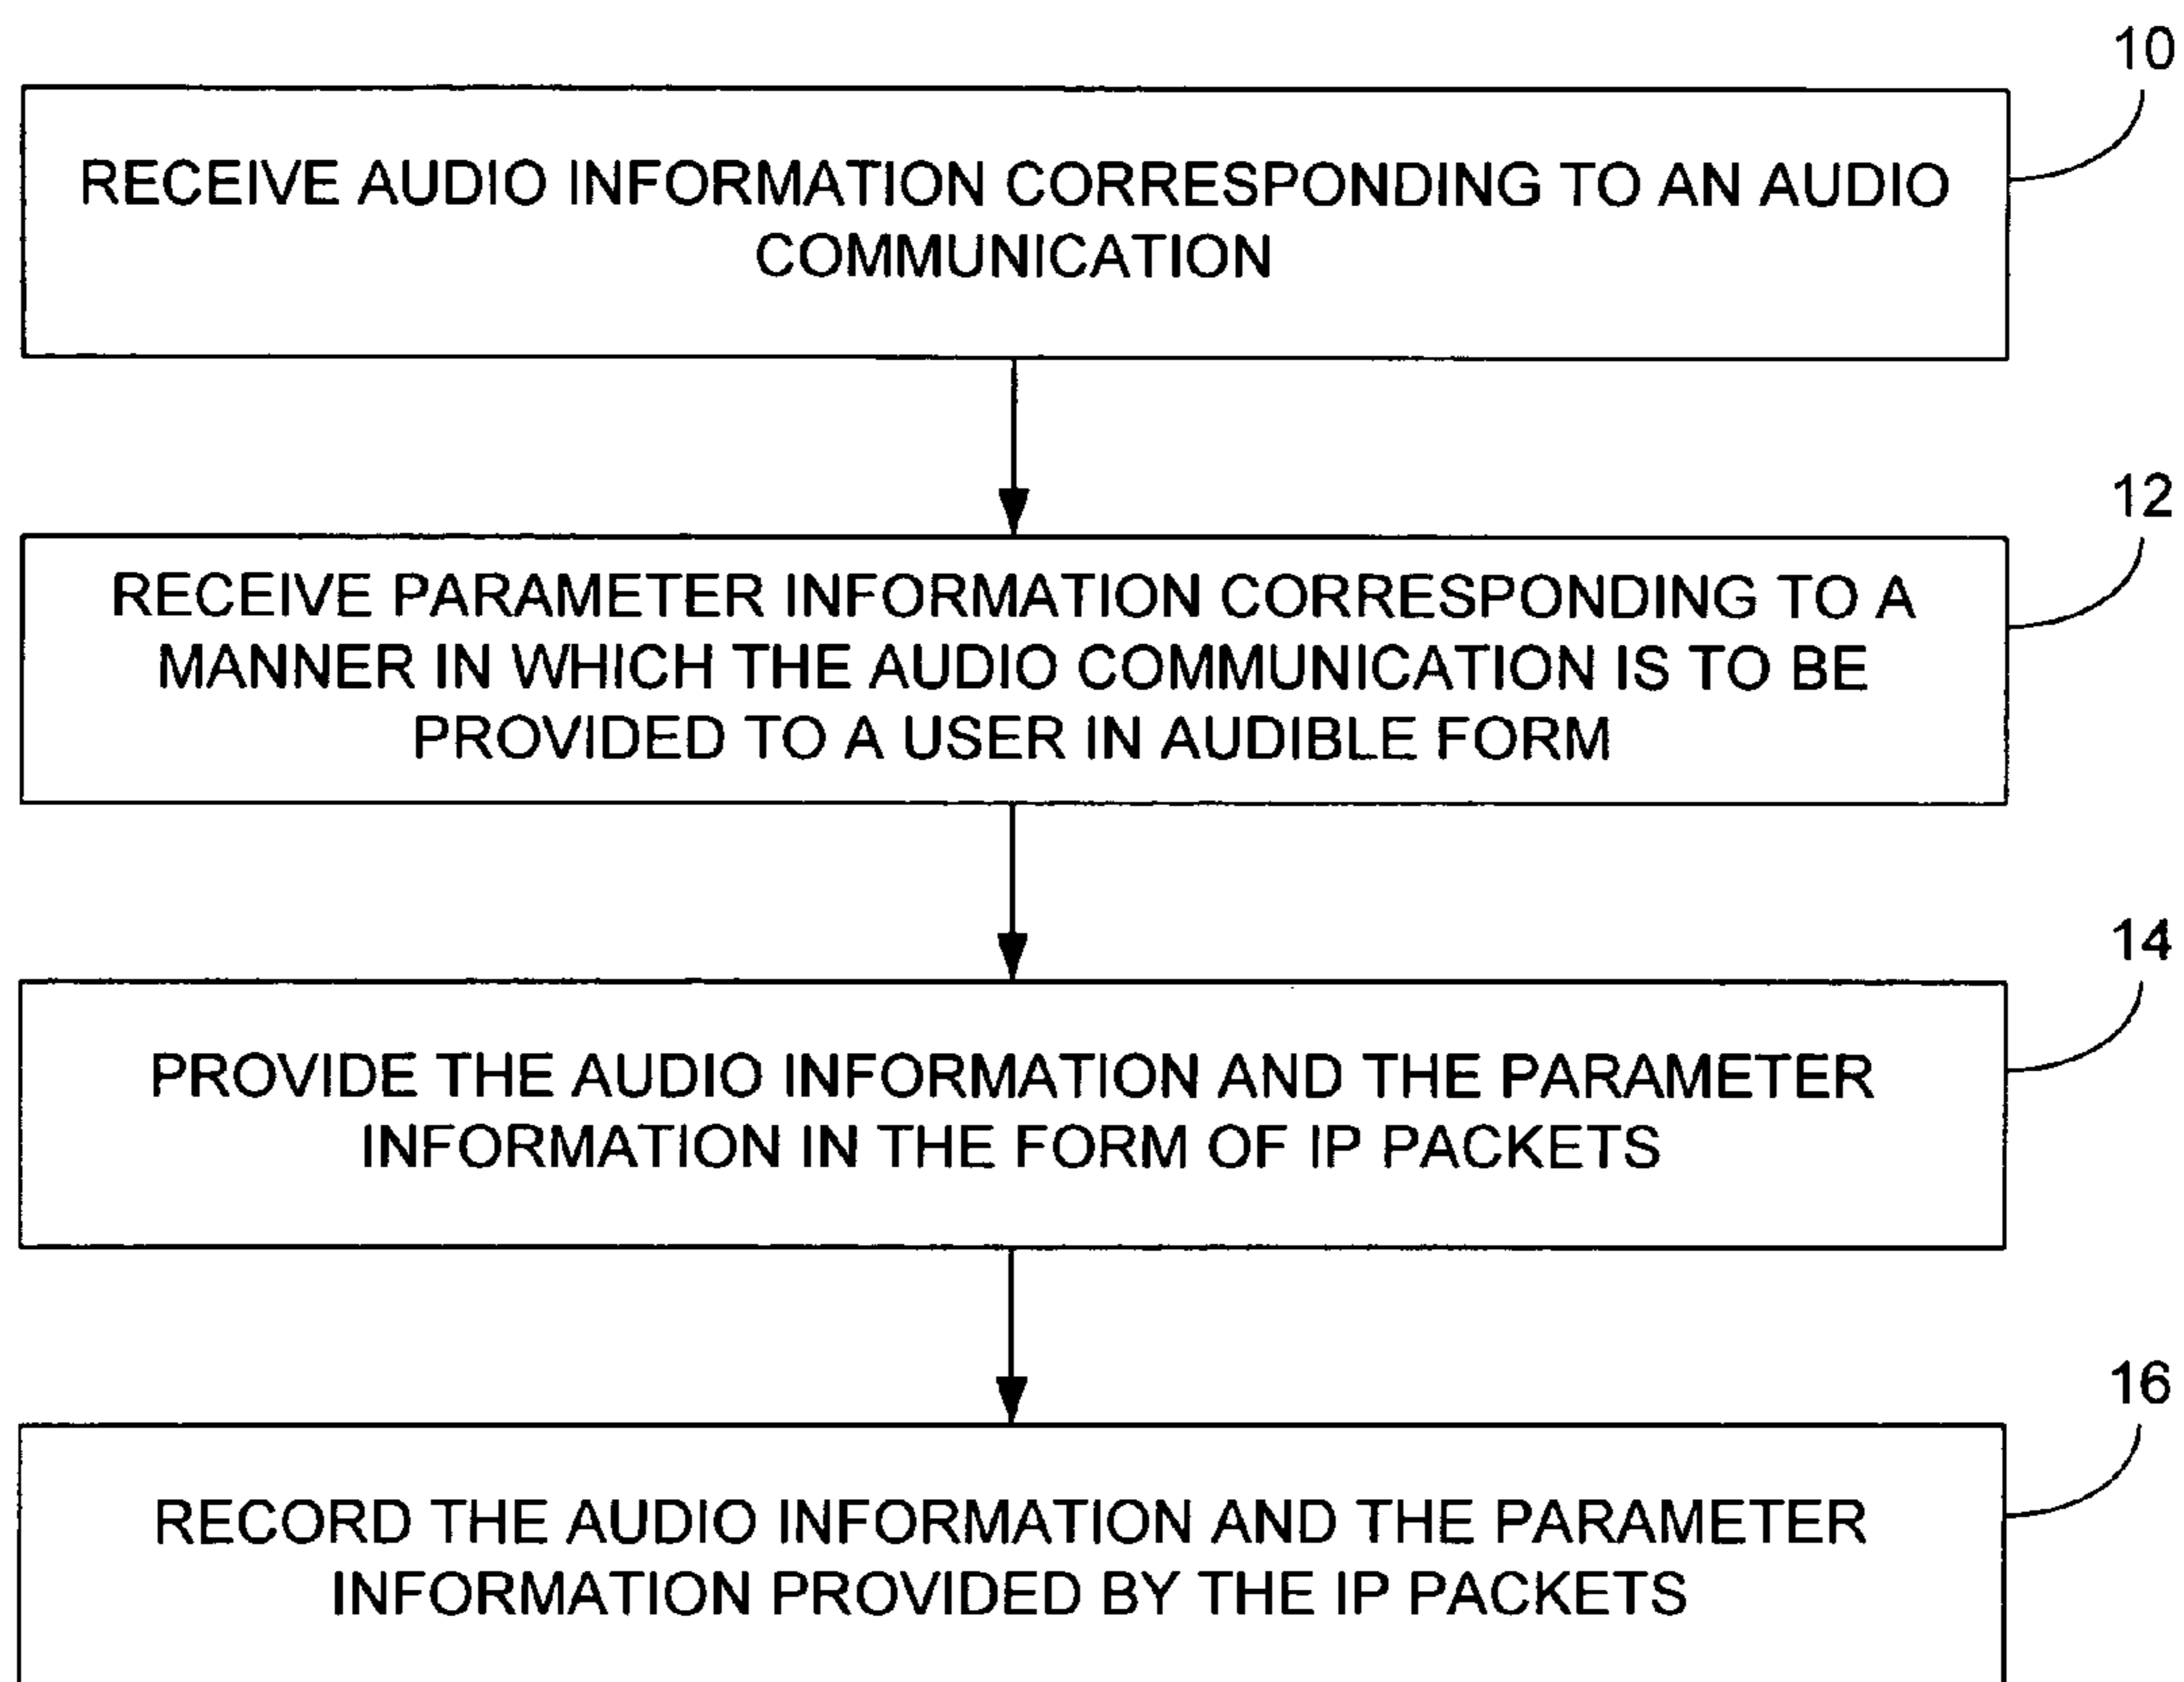 10
RECEIVE AUDIO INFORMATION CORRESPONDING TO AN AUDIO
COMMUNICATION
12
RECEIVE PARAMETER INFORMATION CORRESPONDING TO A
MANNER IN WHICH THE AUDIO COMMUNICATION IS TO BE
PROVIDED TO A USER IN AUDIBLE FORM
14
PROVIDE THE AUDIO INFORMATION AND THE PARAMETER
INFORMATION IN THE FORM OF IP PACKETS
16
RECORD THE AUDIO INFORMATION AND THE PARAMETER
INFORMATION PROVIDED BY THE IP PACKETS